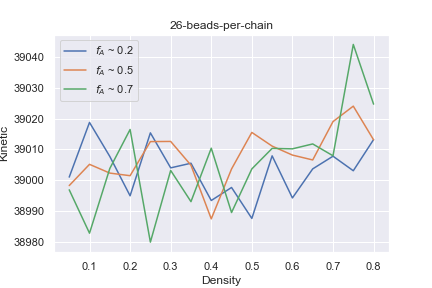 26-beads-per-chain
f_A ~ 0.2
f_A ~ 0.5
f_A ~ 0.7
39040
39030
39020
39010
39000
38990
38980
Kinetic
0.1 0.2 0.3 0.4 0.5 0.6 0.7 0.8
Density